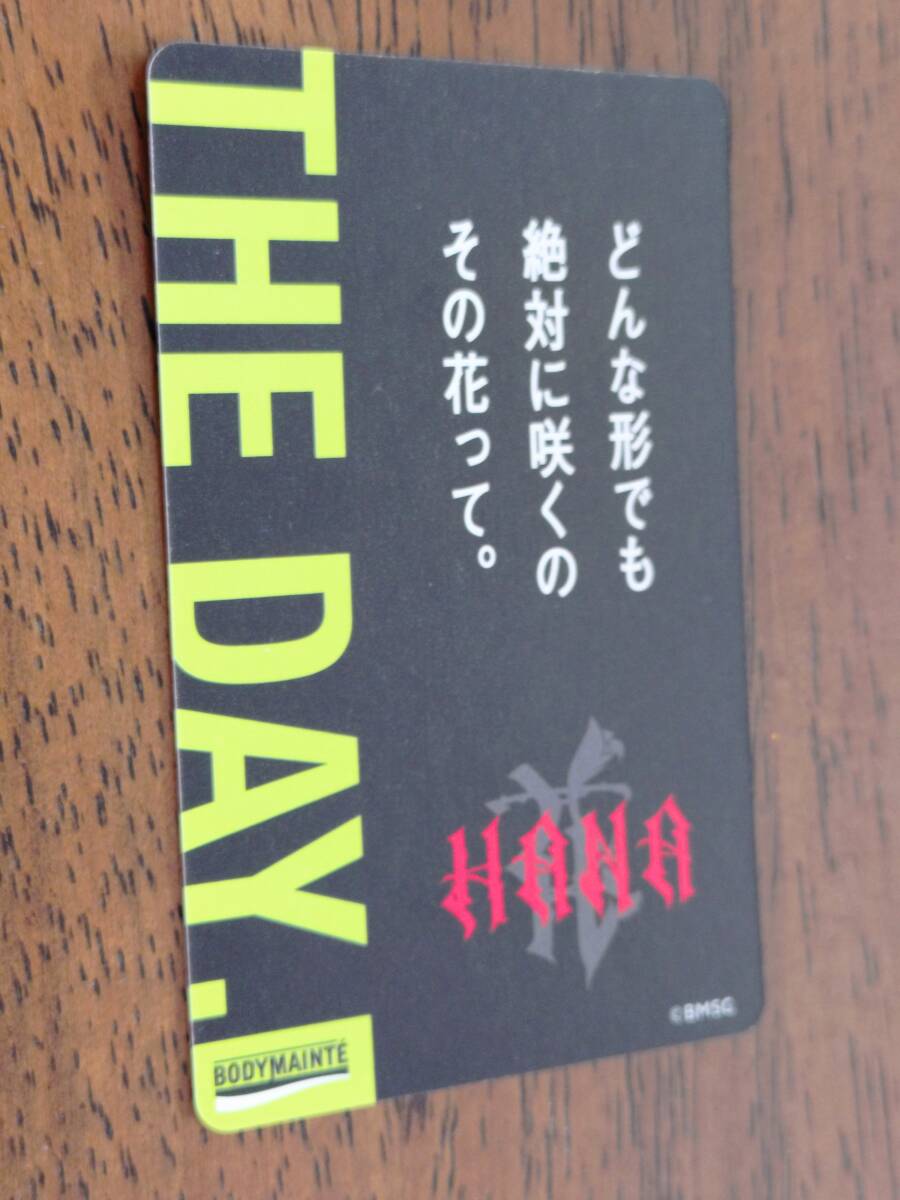 THE DAY.
どんな形でも
絶対に咲くの
その花って。
花
HANA
©BMSG
BODYMAINTÉ